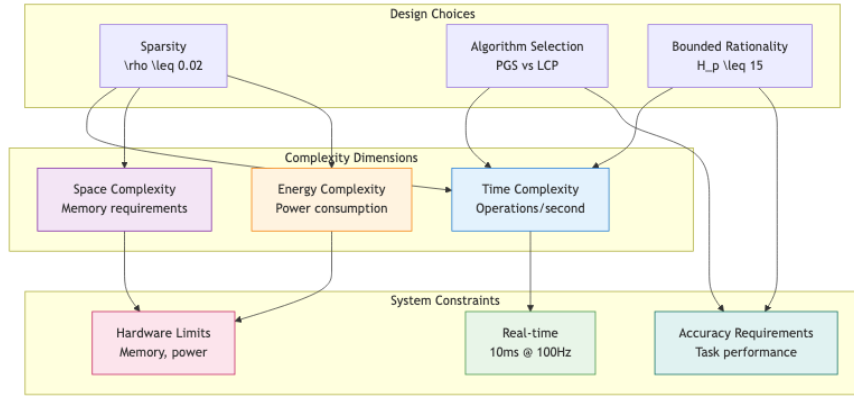 Design Choices
Sparsity
\rho \leq 0.02
Algorithm Selection
PGS vs LCP
Bounded Rationality
H_p \leq 15
Complexity Dimensions
Space Complexity
Memory requirements
Energy Complexity
Power consumption
Time Complexity
Operations/second
System Constraints
Hardware Limits
Memory, power
Real-time
10ms @ 100Hz
Accuracy Requirements
Task performance